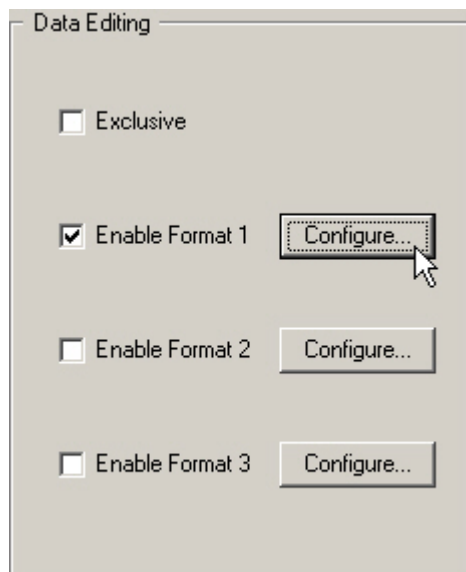 Data Editing
Exclusive
Enable Format 1 Configure...
Enable Format 2 Configure...
Enable Format 3 Configure...